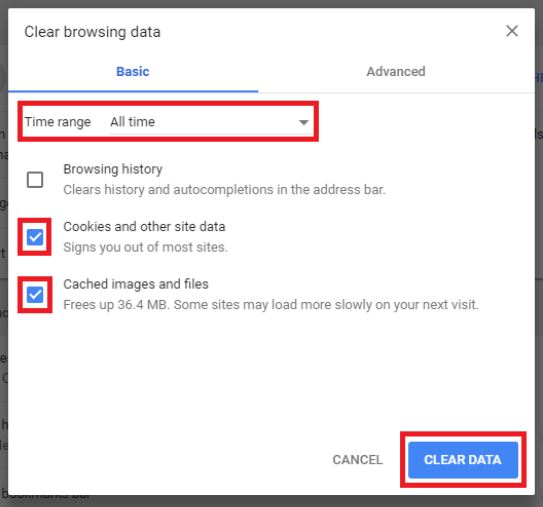 Clear browsing data
Basic
Advanced
Time range
All time
Browsing history
Clears history and autocompletions in the address bar.
Cookies and other site data
Signs you out of most sites.
Cached images and files
Frees up 36.4 MB. Some sites may load more slowly on your next visit.
CANCEL
CLEAR DATA